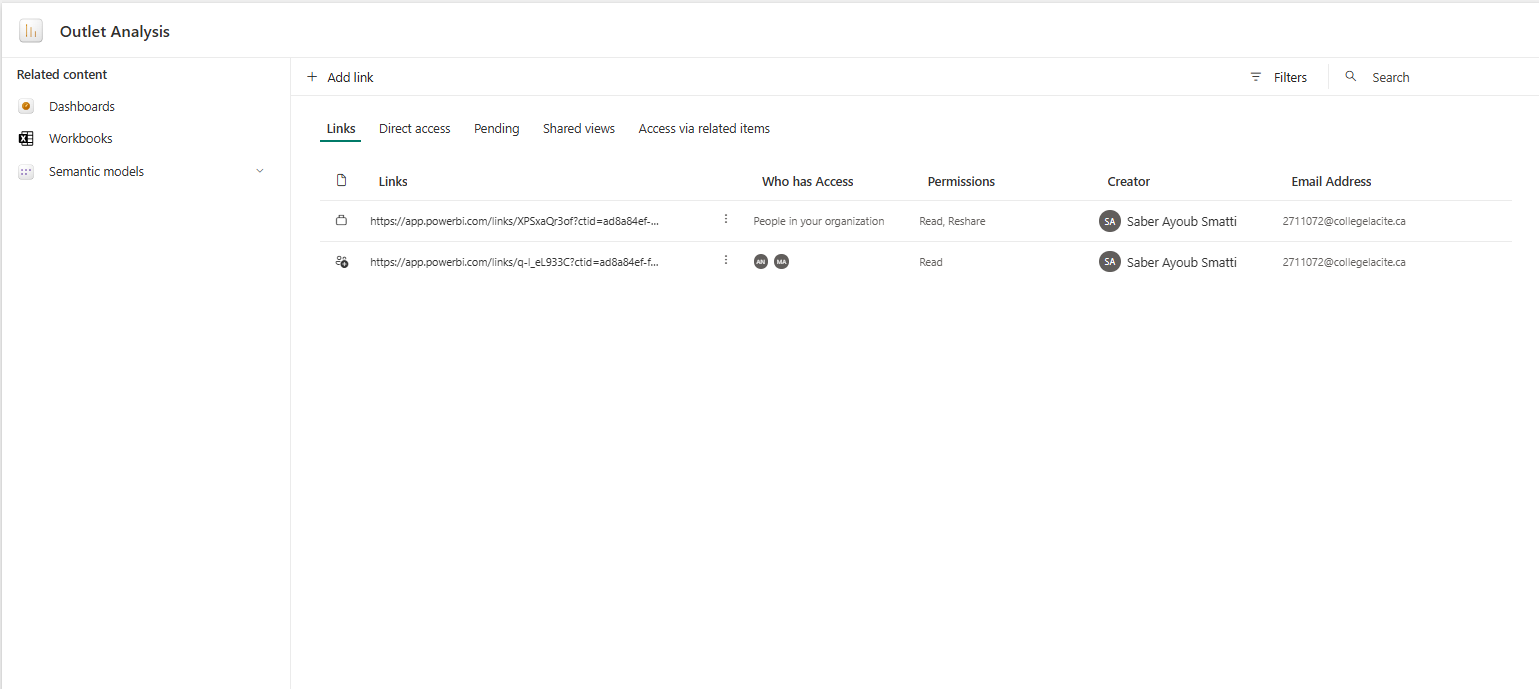 Outlet Analysis
Related content
Dashboards
Workbooks
Semantic models
Add link
Filters
Search
Links Direct access Pending Shared views Access via related items
Links Who has Access Permissions Creator Email Address
https://app.powerbi.com/links/XPSxaQr3of?ctid=ad8a84ef-... People in your organization Read, Reshare SA Saber Ayoub Smatti 2711072@collegelacite.ca
https://app.powerbi.com/links/q-l_eL933C?ctid=ad8a84ef-f... AN MA Read SA Saber Ayoub Smatti 2711072@collegelacite.ca